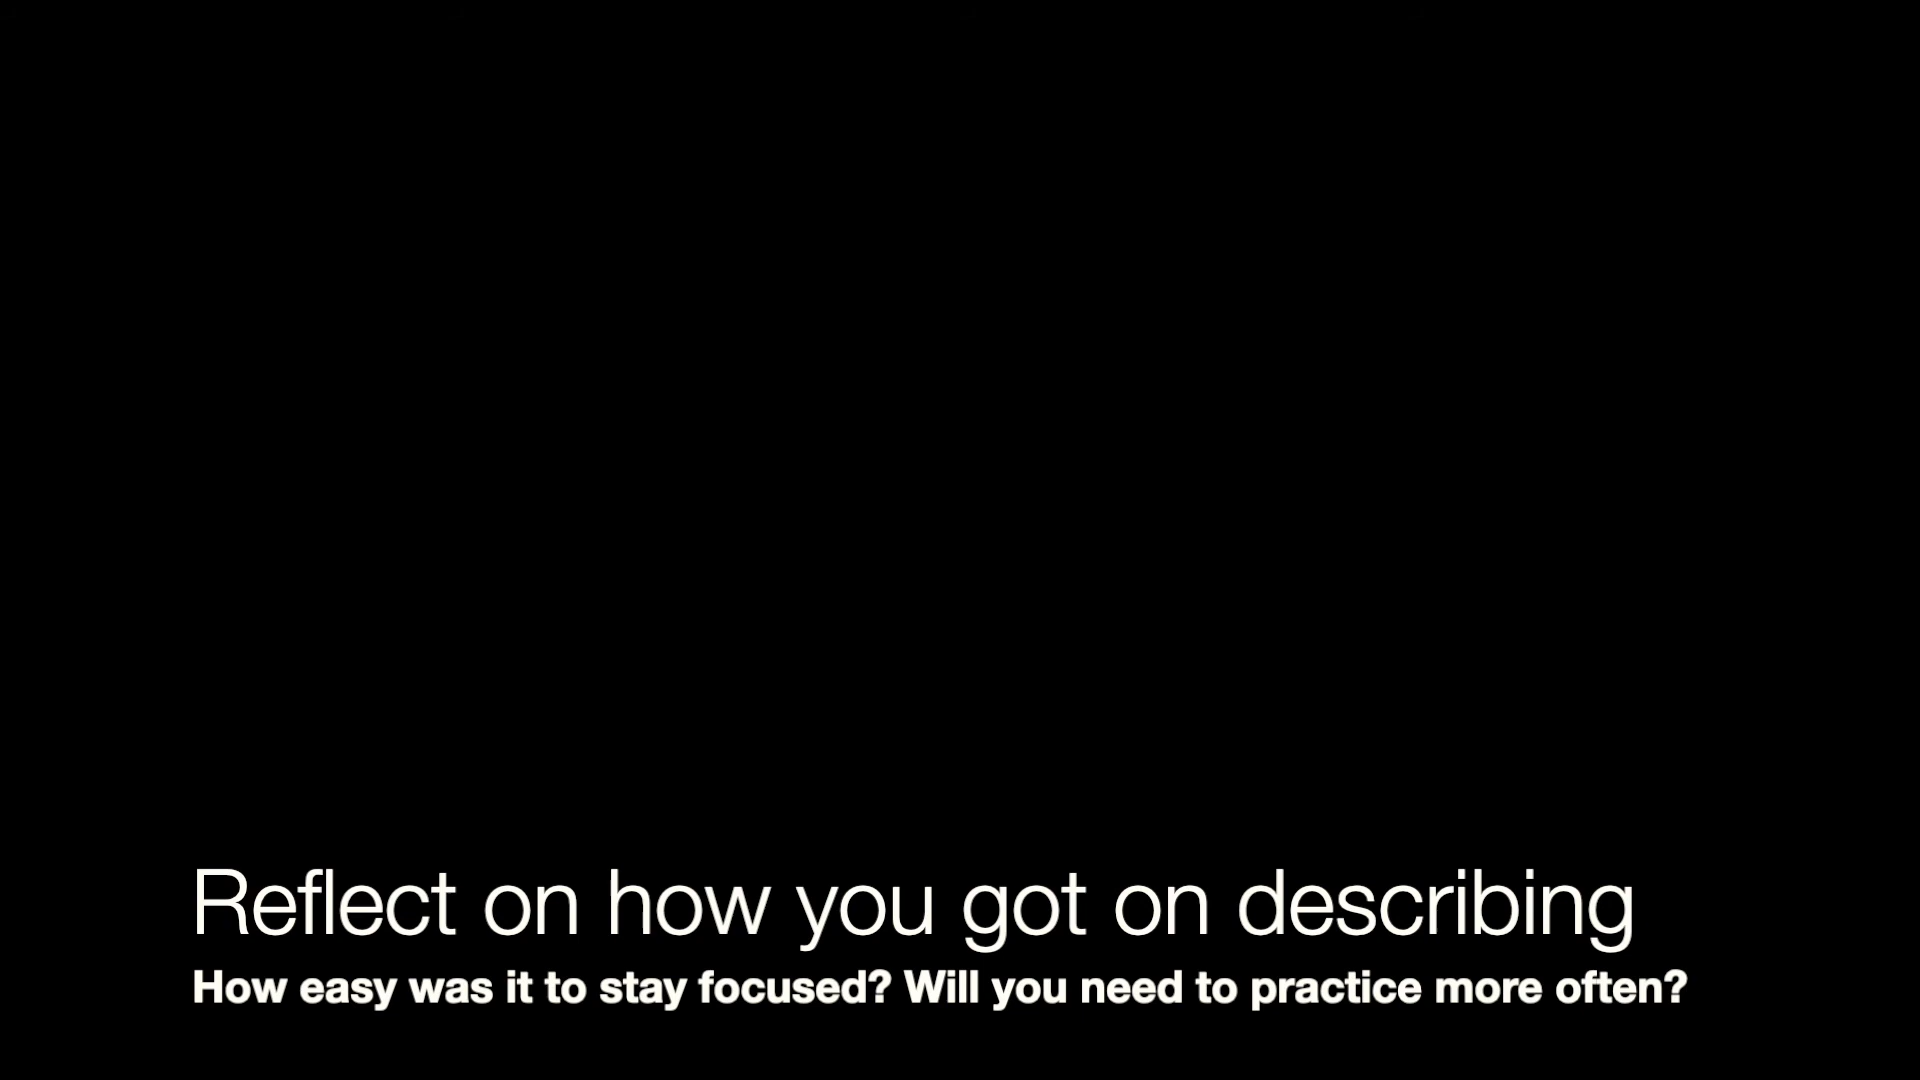 Reflect on how you got on describing
How easy was it to stay focused? Will you need to practice more often?